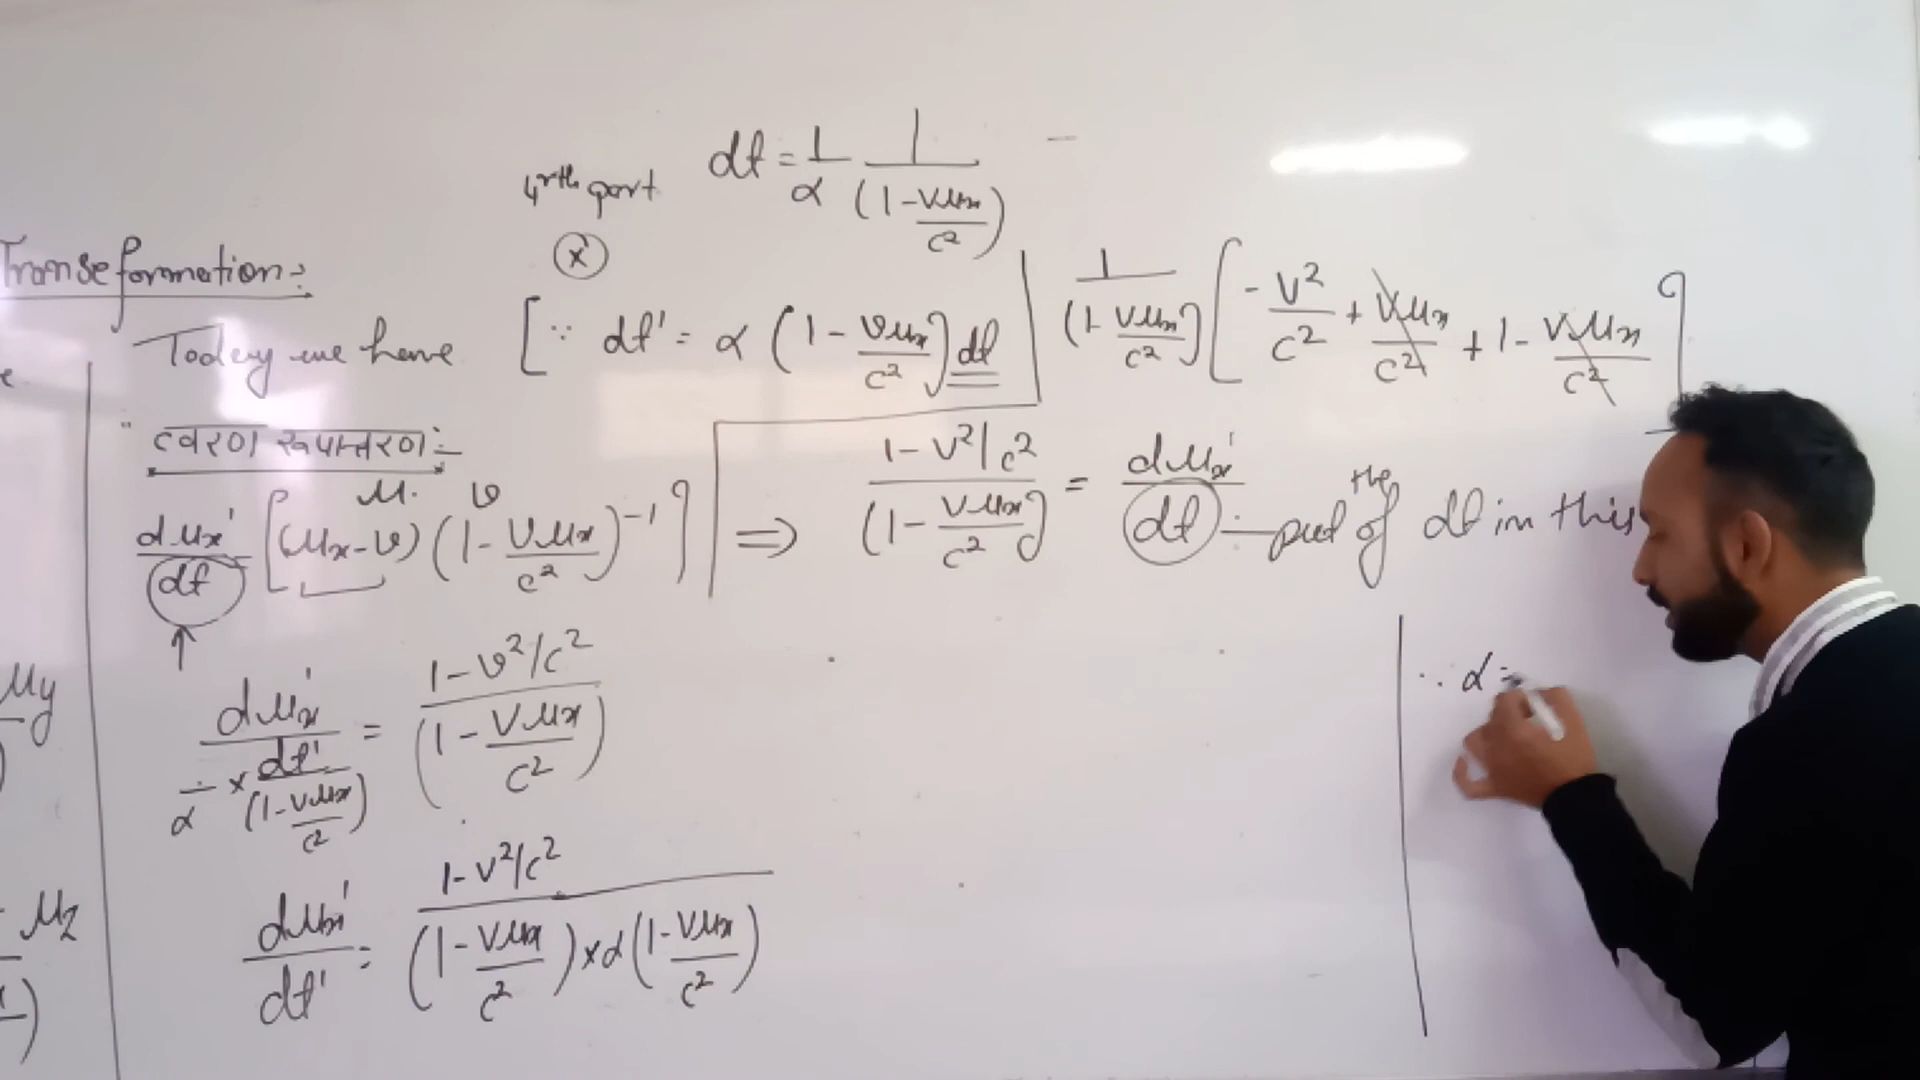 dt = 1/α 1/(1-vux/c²)
4rth part
(x')
Transeformation:
Today we have [∵ dt' = α (1 - vux/c²) dt
1/(1-vux/c²) [-v²/c² + vux/c² + 1 - vux/c²]
त्वरण रूपान्तरण:-
u. v
dux'/dt [(ux-v) (1 - vux/c²)⁻¹]
⇒ 1-v²/c²/(1 - vux/c²) = dux'/dt :— put the of dt in this
∵ α =
uy
dux'/(1/α × dt'/(1-vux/c²)) = 1-v²/c²/(1 - vux/c²)
uz
dux'/dt' = 1-v²/c²/(1 - vux/c²) × α (1 - vux/c²)